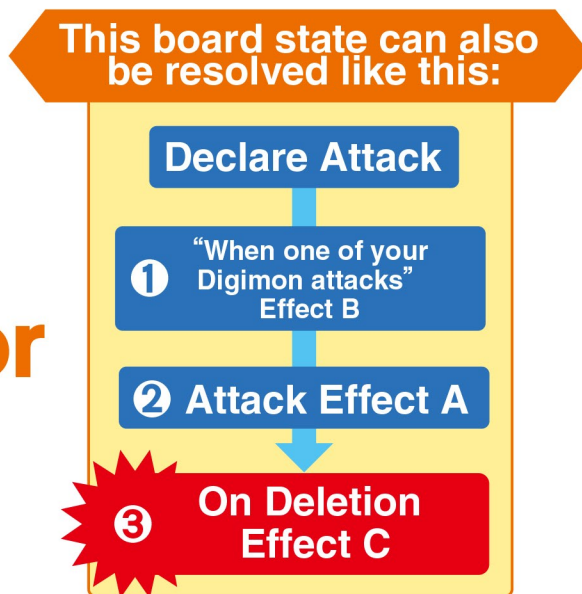 This board state can also
be resolved like this:
Declare Attack
❶ “When one of your
Digimon attacks”
Effect B
or
❷ Attack Effect A
❸ On Deletion
Effect C